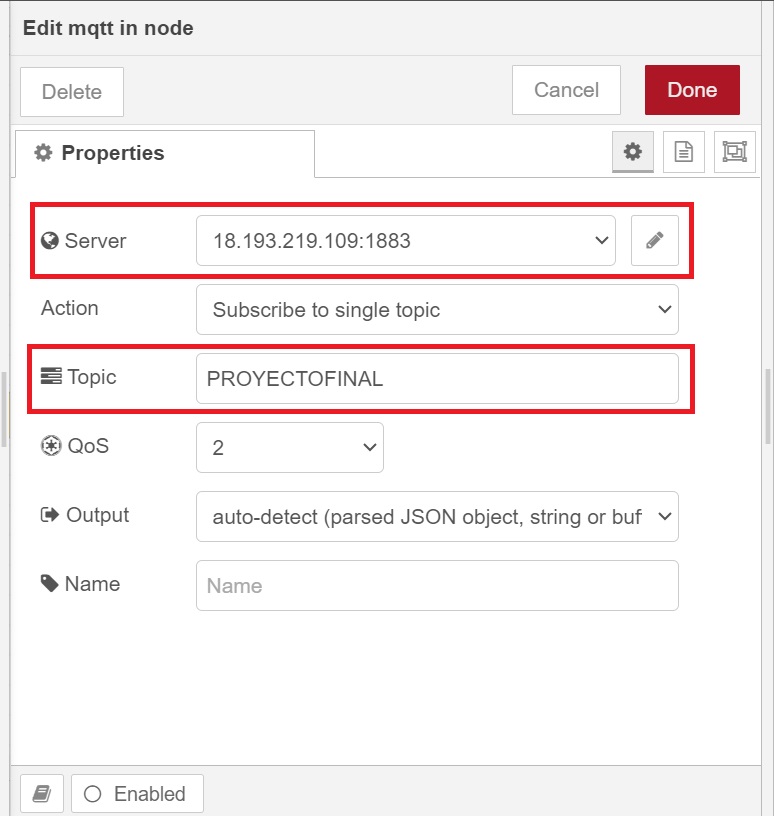 Edit mqtt in node
Delete
Cancel
Done
Properties
Server
18.193.219.109:1883
Action
Subscribe to single topic
Topic
PROYECTOFINAL
QoS
2
Output
auto-detect (parsed JSON object, string or buf
Name
Name
Enabled